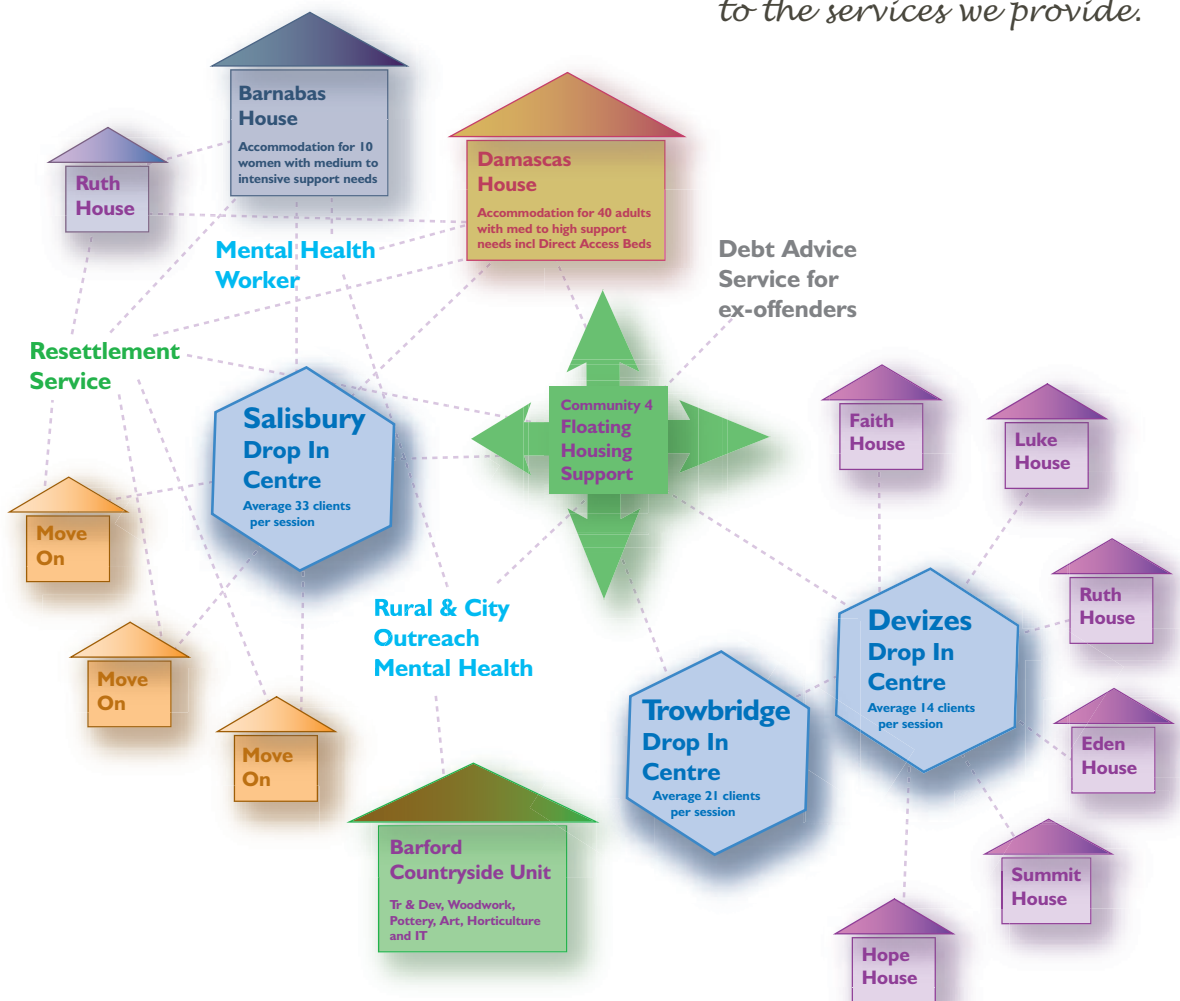 to the services we provide.
Barnabas
House
Accommodation for 10
women with medium to
intensive support needs
Damascas
House
Accommodation for 40 adults
with med to high support
needs incl Direct Access Beds
Ruth
House
Mental Health
Worker
Debt Advice
Service for
ex-offenders
Resettlement
Service
Salisbury
Drop In
Centre
Average 33 clients
per session
Community 4
Floating
Housing
Support
Faith
House
Luke
House
Move
On
Move
On
Move
On
Rural & City
Outreach
Mental Health
Ruth
House
Devizes
Drop In
Centre
Average 14 clients
per session
Trowbridge
Drop In
Centre
Average 21 clients
per session
Eden
House
Barford
Countryside Unit
Tr & Dev, Woodwork,
Pottery, Art, Horticulture
and IT
Summit
House
Hope
House